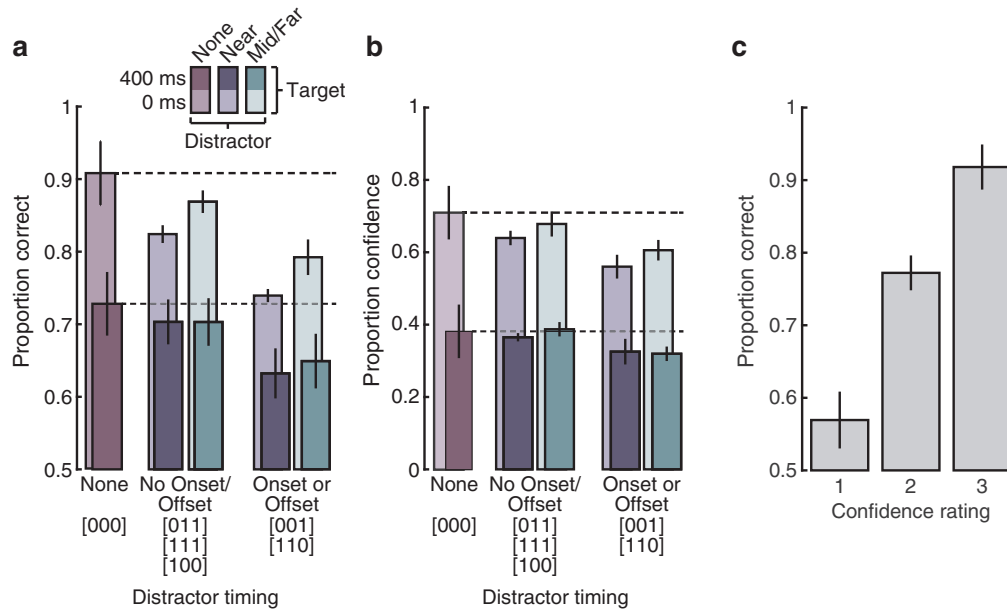 a
None
Near
Mid/Far
400 ms
0 ms
Target
Distractor
Proportion correct
1
0.9
0.8
0.7
0.6
0.5
None
[000]
No Onset/
Offset
[011]
[111]
[100]
Onset or
Offset
[001]
[110]
Distractor timing
b
Proportion confidence
0.8
0.6
0.4
0.2
0
None
[000]
No Onset/
Offset
[011]
[111]
[100]
Onset or
Offset
[001]
[110]
Distractor timing
c
Proportion correct
1
0.9
0.8
0.7
0.6
0.5
1
2
3
Confidence rating